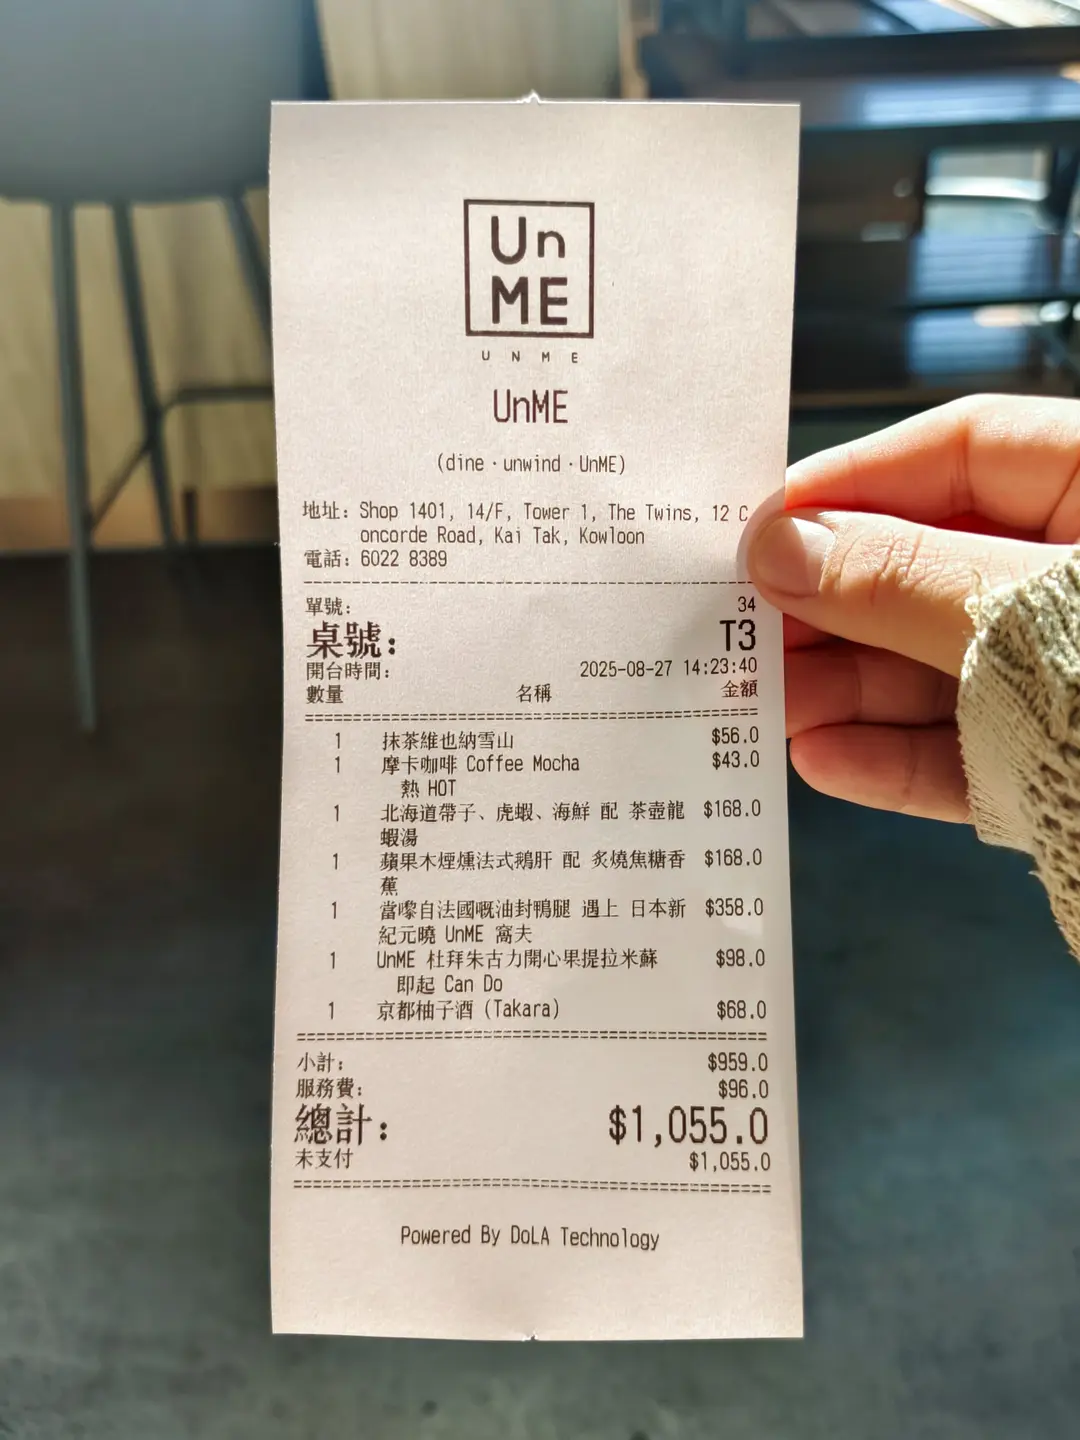 Un
ME
UNME
UnME
(dine · unwind · UnME)
地址: Shop 1401, 14/F, Tower 1, The Twins, 12 C
oncorde Road, Kai Tak, Kowloon
電話: 6022 8389
單號: 34
桌號: T3
開台時間: 2025-08-27 14:23:40
數量 名稱 金額
1 抹茶維也納雪山 $56.0
1 摩卡咖啡 Coffee Mocha $43.0
熱 HOT
1 北海道帶子、虎蝦、海鮮 配 茶壺龍 $168.0
蝦湯
1 蘋果木煙燻法式鵝肝 配 炙燒焦糖香 $168.0
蕉
1 當嚟自法國嘅油封鴨腿 遇上 日本新 $358.0
紀元曉 UnME 窩夫
1 UnME 杜拜朱古力開心果提拉米蘇 $98.0
即起 Can Do
1 京都柚子酒 (Takara) $68.0
小計: $959.0
服務費: $96.0
總計: $1,055.0
未支付 $1,055.0
Powered By DoLA Technology